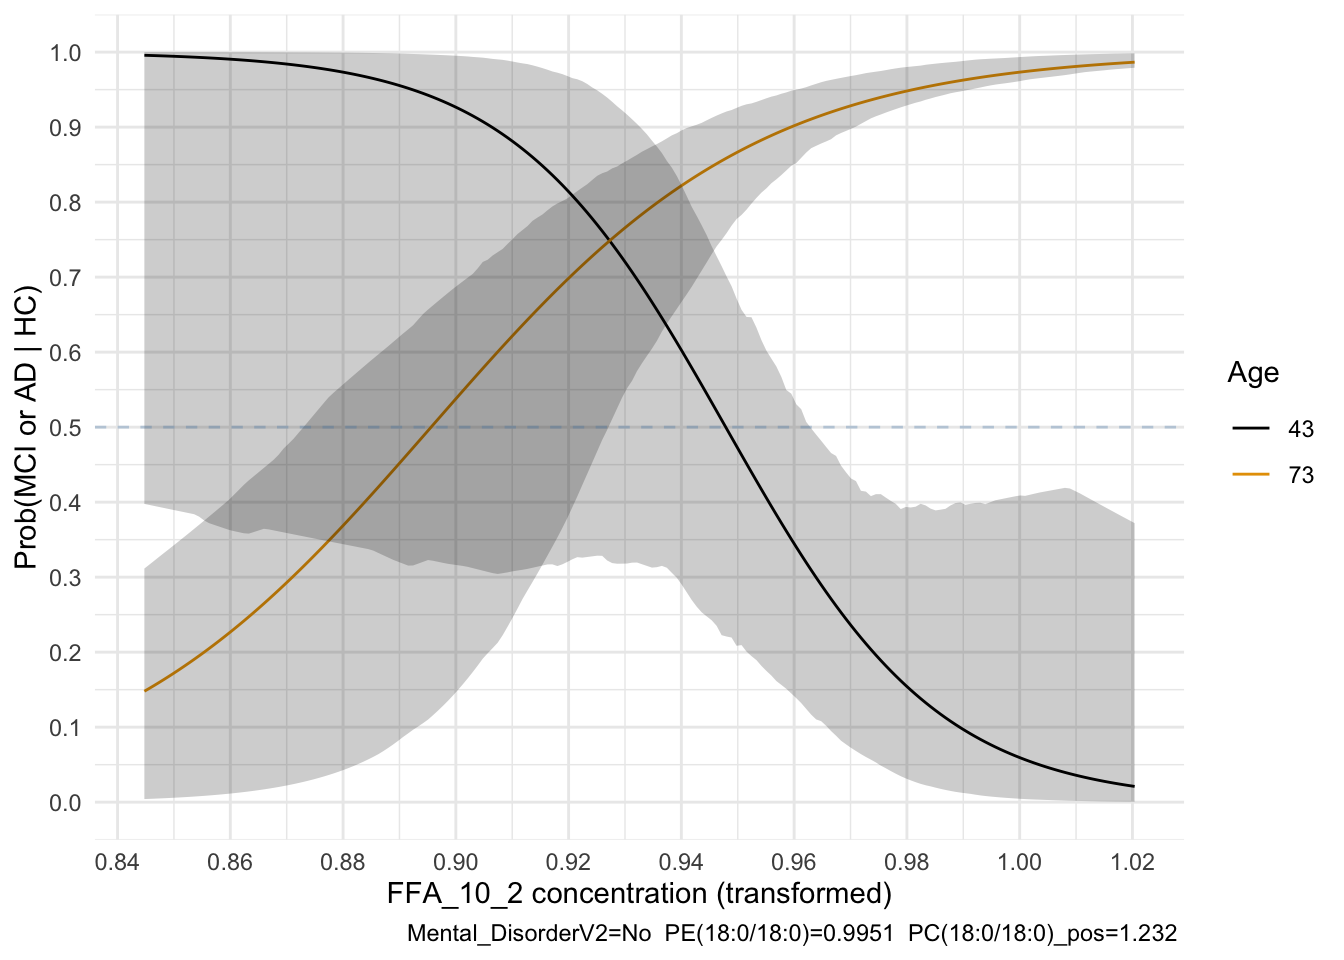 Prob(MCI or AD | HC)
1.0
0.9
0.8
0.7
0.6
0.5
0.4
0.3
0.2
0.1
0.0
0.84 0.86 0.88 0.90 0.92 0.94 0.96 0.98 1.00 1.02
FFA_10_2 concentration (transformed)
Mental_DisorderV2=No PE(18:0/18:0)=0.9951 PC(18:0/18:0)_pos=1.232
Age
43
73